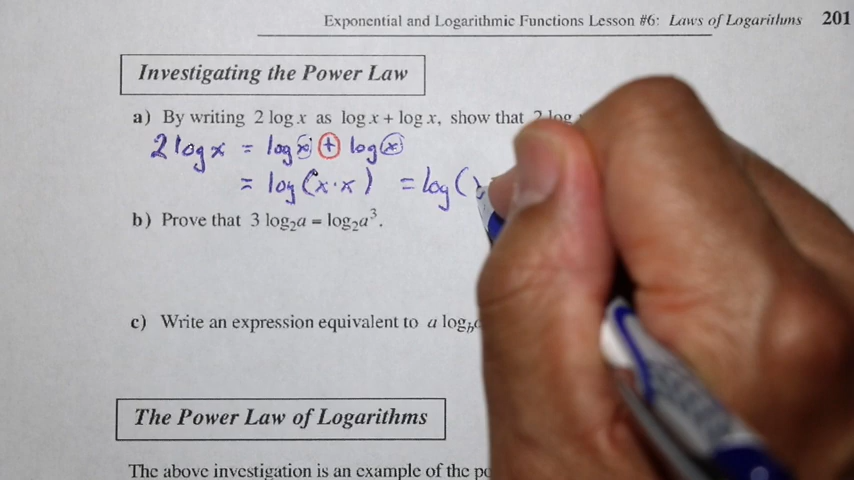 Exponential and Logarithmic Functions Lesson #6: Laws of Logarithms 201
Investigating the Power Law
a) By writing 2 log x as log x + log x, show that 2 log
2 log x = log x + log x
= log (x·x) = log (
b) Prove that 3 log₂a = log₂a³.
c) Write an expression equivalent to a log_b
The Power Law of Logarithms
The above investigation is an example of the